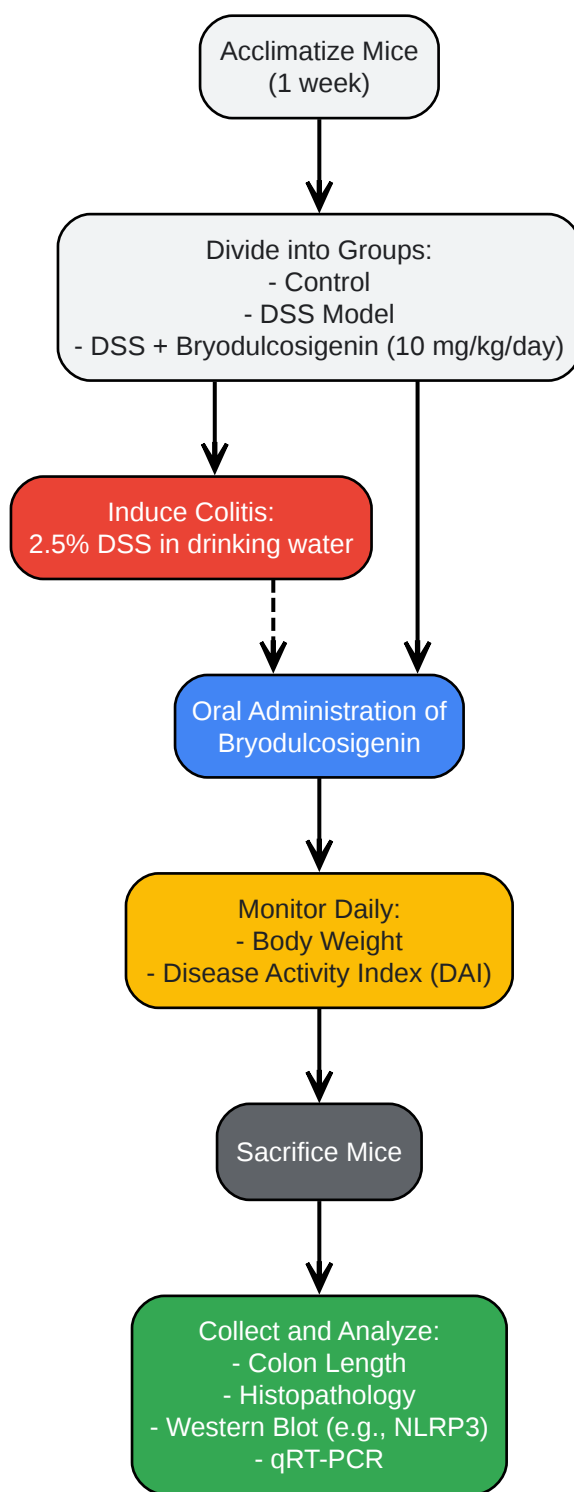 Acclimatize Mice
(1 week)
Divide into Groups:
- Control
- DSS Model
- DSS + Bryodulcosigenin (10 mg/kg/day)
Induce Colitis:
2.5% DSS in drinking water
Oral Administration of
Bryodulcosigenin
Monitor Daily:
- Body Weight
- Disease Activity Index (DAI)
Sacrifice Mice
Collect and Analyze:
- Colon Length
- Histopathology
- Western Blot (e.g., NLRP3)
- qRT-PCR